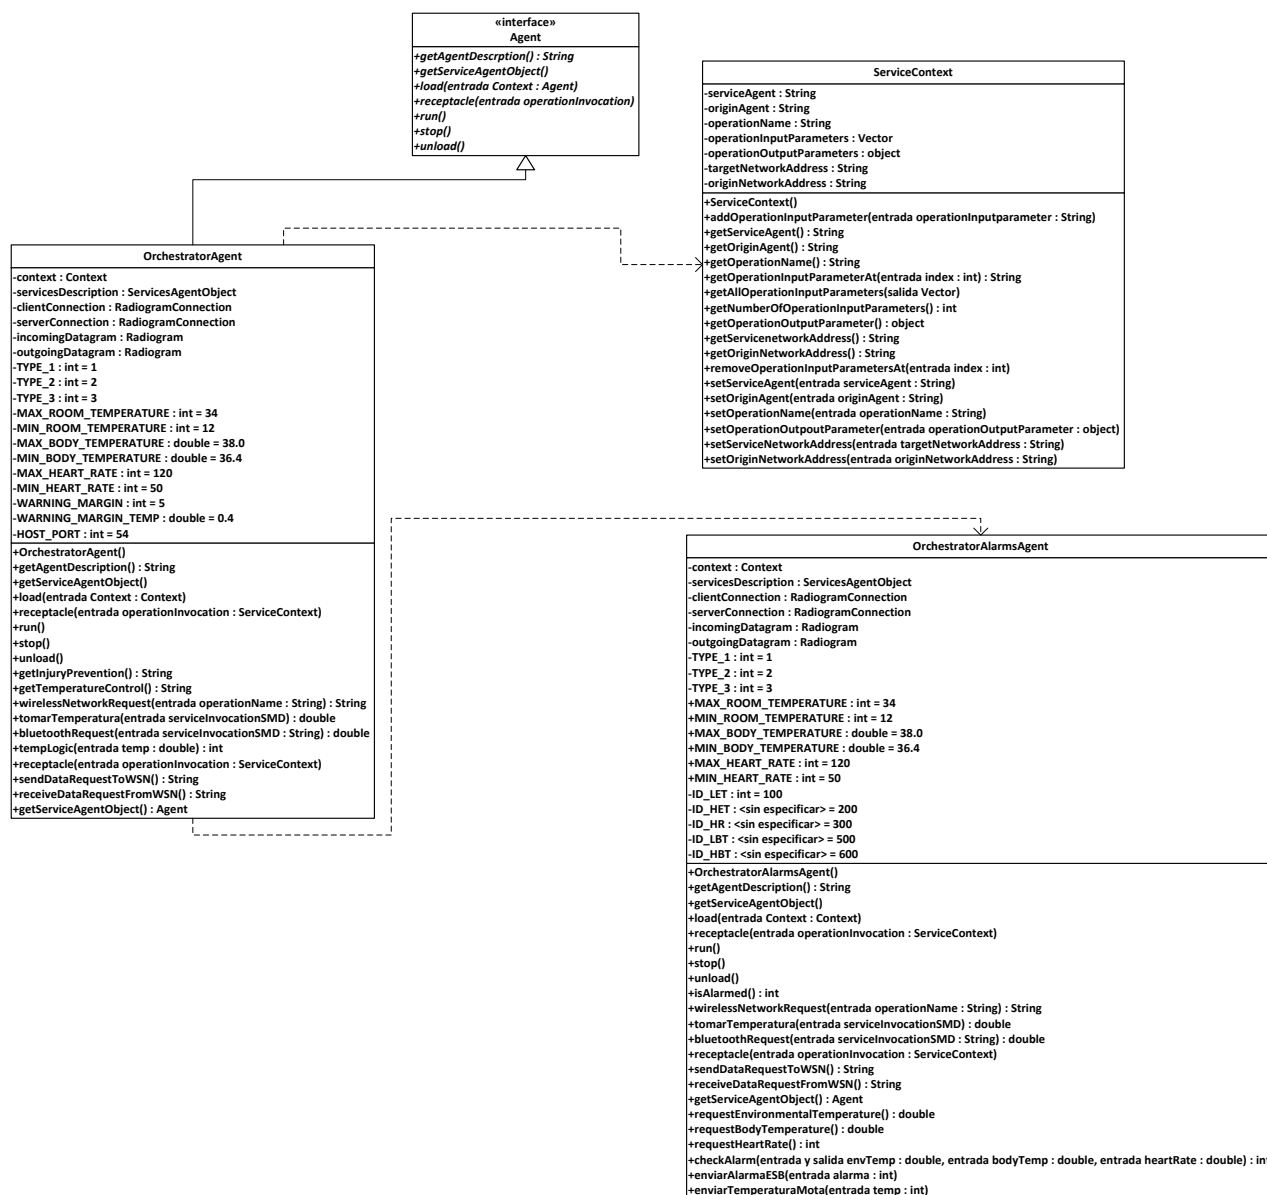 «interface»
Agent
+getAgentDescrption() : String
+getServiceAgentObject()
+load(entrada Context : Agent)
+receptacle(entrada operationInvocation)
+run()
+stop()
+unload()
ServiceContext
-serviceAgent : String
-originAgent : String
-operationName : String
-operationInputParameters : Vector
-operationOutputParameters : object
-targetNetworkAddress : String
-originNetworkAddress : String
+ServiceContext()
+addOperationInputParameter(entrada operationInputparameter : String)
+getServiceAgent() : String
+getOriginAgent() : String
+getOperationName() : String
+getOperationInputParameterAt(entrada index : int) : String
+getAllOperationInputParameters(salida Vector)
+getNumberOfOperationInputParameters() : int
+getOperationOutputParameter() : object
+getServicenetworkAddress() : String
+getOriginNetworkAddress() : String
+removeOperationInputParametersAt(entrada index : int)
+setServiceAgent(entrada serviceAgent : String)
+setOriginAgent(entrada originAgent : String)
+setOperationName(entrada operationName : String)
+setOperationOutpoutParameter(entrada operationOutputParameter : object)
+setServiceNetworkAddress(entrada targetNetworkAddress : String)
+setOriginNetworkAddress(entrada originNetworkAddress : String)
OrchestratorAgent
-context : Context
-servicesDescription : ServicesAgentObject
-clientConnection : RadiogramConnection
-serverConnection : RadiogramConnection
-incomingDatagram : Radiogram
-outgoingDatagram : Radiogram
-TYPE_1 : int = 1
-TYPE_2 : int = 2
-TYPE_3 : int = 3
-MAX_ROOM_TEMPERATURE : int = 34
-MIN_ROOM_TEMPERATURE : int = 12
-MAX_BODY_TEMPERATURE : double = 38.0
-MIN_BODY_TEMPERATURE : double = 36.4
-MAX_HEART_RATE : int = 120
-MIN_HEART_RATE : int = 50
-WARNING_MARGIN : int = 5
-WARNING_MARGIN_TEMP : double = 0.4
-HOST_PORT : int = 54
+OrchestratorAgent()
+getAgentDescription() : String
+getServiceAgentObject()
+load(entrada Context : Context)
+receptacle(entrada operationInvocation : ServiceContext)
+run()
+stop()
+unload()
+getInjuryPrevention() : String
+getTemperatureControl() : String
+wirelessNetworkRequest(entrada operationName : String) : String
+tomarTemperatura(entrada serviceInvocationSMD) : double
+bluetoothRequest(entrada serviceInvocationSMD : String) : double
+tempLogic(entrada temp : double) : int
+receptacle(entrada operationInvocation : ServiceContext)
+sendDataRequestToWSN() : String
+receiveDataRequestFromWSN() : String
+getServiceAgentObject() : Agent
OrchestratorAlarmsAgent
-context : Context
-servicesDescription : ServicesAgentObject
-clientConnection : RadiogramConnection
-serverConnection : RadiogramConnection
-incomingDatagram : Radiogram
-outgoingDatagram : Radiogram
-TYPE_1 : int = 1
-TYPE_2 : int = 2
-TYPE_3 : int = 3
+MAX_ROOM_TEMPERATURE : int = 34
+MIN_ROOM_TEMPERATURE : int = 12
+MAX_BODY_TEMPERATURE : double = 38.0
+MIN_BODY_TEMPERATURE : double = 36.4
+MAX_HEART_RATE : int = 120
+MIN_HEART_RATE : int = 50
-ID_LET : int = 100
-ID_HET : <sin especificar> = 200
-ID_HR : <sin especificar> = 300
-ID_LBT : <sin especificar> = 500
-ID_HBT : <sin especificar> = 600
+OrchestratorAlarmsAgent()
+getAgentDescription() : String
+getServiceAgentObject()
+load(entrada Context : Context)
+receptacle(entrada operationInvocation : ServiceContext)
+run()
+stop()
+unload()
+isAlarmed() : int
+wirelessNetworkRequest(entrada operationName : String) : String
+tomarTemperatura(entrada serviceInvocationSMD) : double
+bluetoothRequest(entrada serviceInvocationSMD : String) : double
+receptacle(entrada operationInvocation : ServiceContext)
+sendDataRequestToWSN() : String
+receiveDataRequestFromWSN() : String
+getServiceAgentObject() : Agent
+requestEnvironmentalTemperature() : double
+requestBodyTemperature() : double
+requestHeartRate() : int
+checkAlarm(entrada y salida envTemp : double, entrada bodyTemp : double, entrada heartRate : double) : int
+enviarAlarmaESB(entrada alarma : int)
+enviarTemperaturaMota(entrada temp : int)